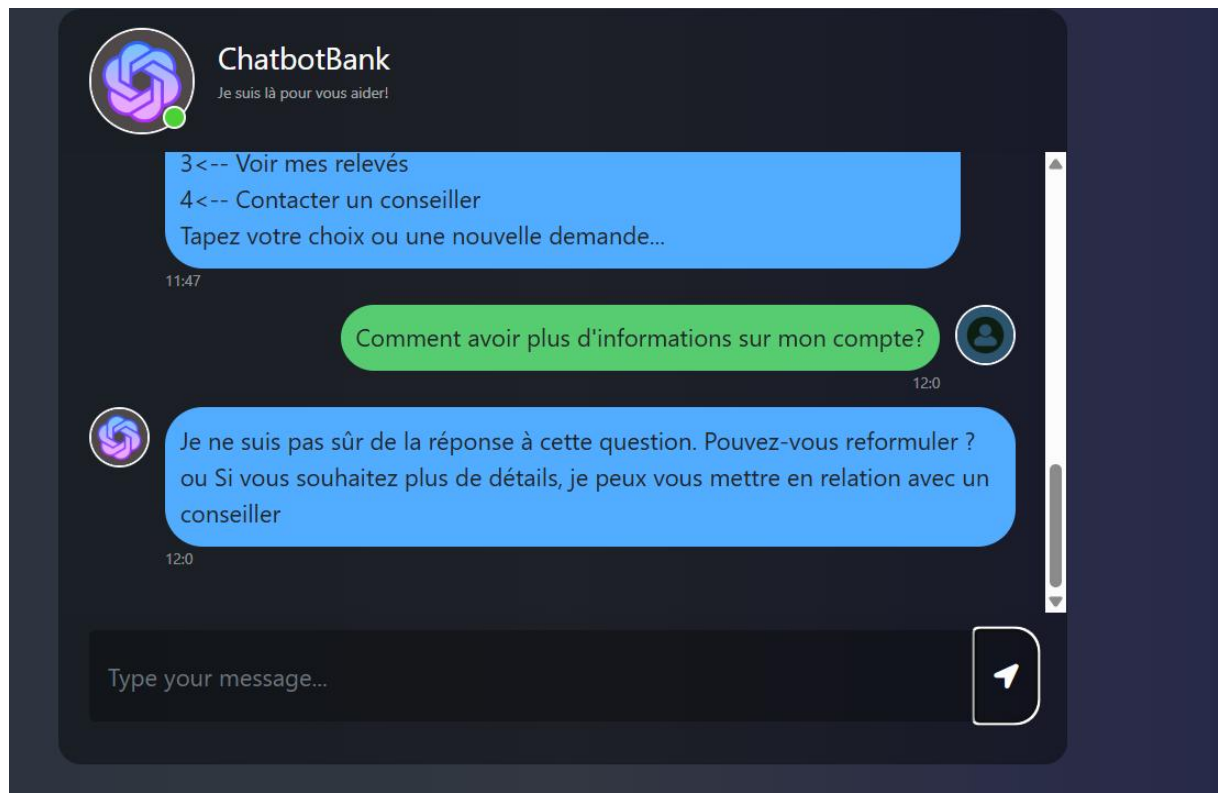 ChatbotBank
Je suis là pour vous aider!
3<-- Voir mes relevés
4<-- Contacter un conseiller
Tapez votre choix ou une nouvelle demande...
11:47
Comment avoir plus d'informations sur mon compte?
12:0
Je ne suis pas sûr de la réponse à cette question. Pouvez-vous reformuler ?
ou Si vous souhaitez plus de détails, je peux vous mettre en relation avec un
conseiller
12:0
Type your message...